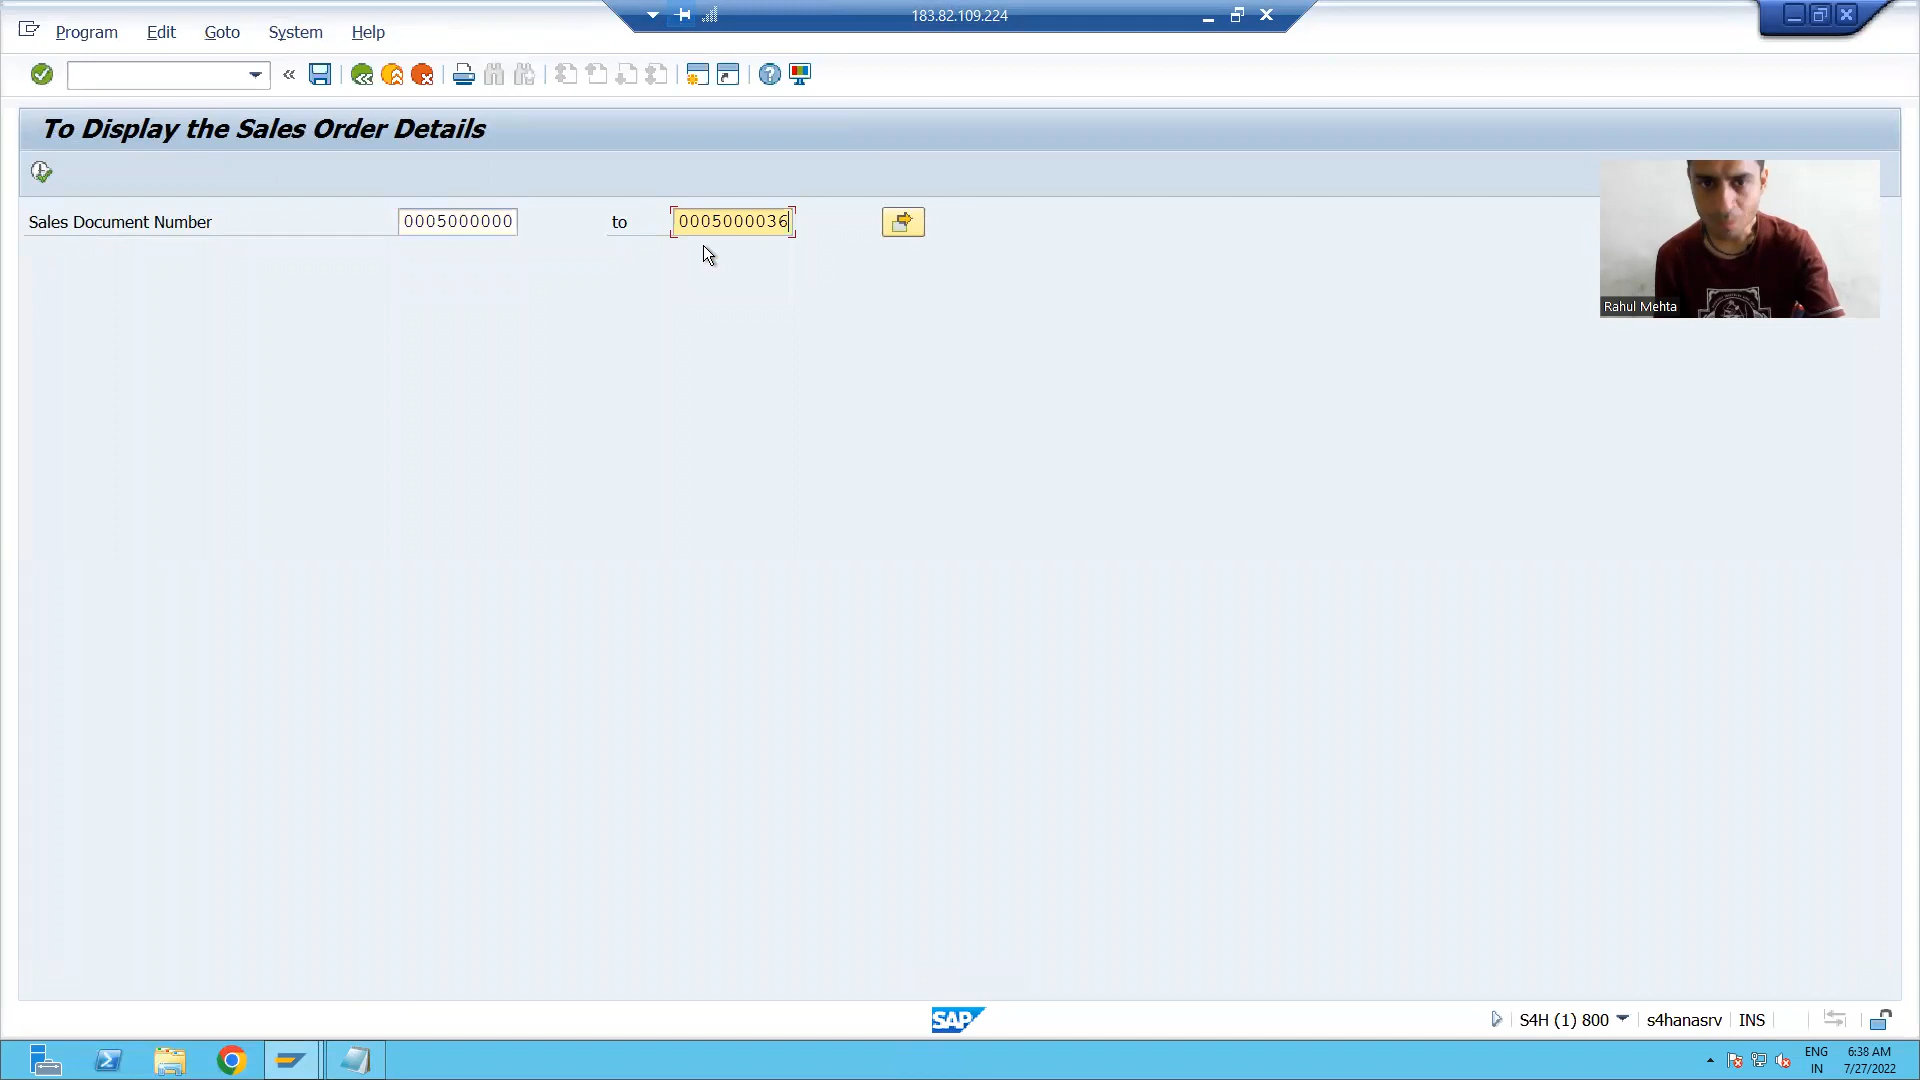 183.82.109.224
Program Edit Goto System Help
To Display the Sales Order Details
Sales Document Number 0005000000 to 0005000036
Rahul Mehta
SAP
S4H (1) 800 s4hanasrv INS
ENG 6:38 AM
IN 7/27/2022